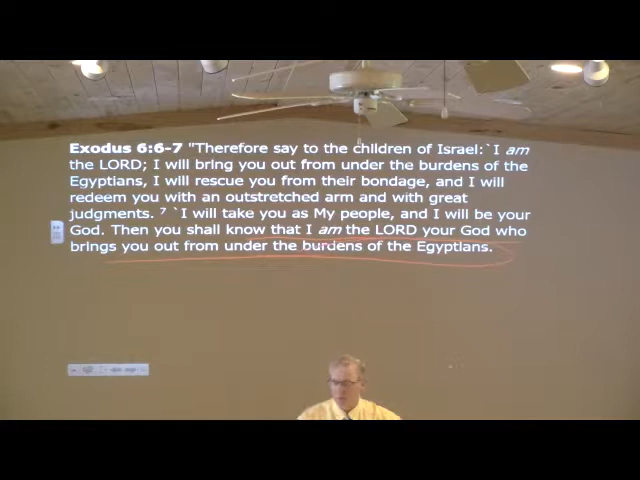 Exodus 6:6-7 "Therefore say to the children of Israel:`I am
the LORD; I will bring you out from under the burdens of the
Egyptians, I will rescue you from their bondage, and I will
redeem you with an outstretched arm and with great
judgments. 7 `I will take you as My people, and I will be your
God. Then you shall know that I am the LORD your God who
brings you out from under the burdens of the Egyptians.